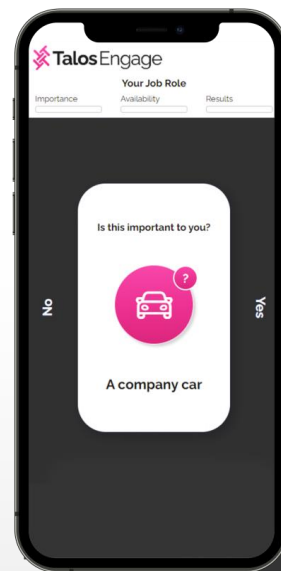 Talos Engage
Your Job Role
Importance Availability Results
Is this important to you?
?
No
Yes
A company car